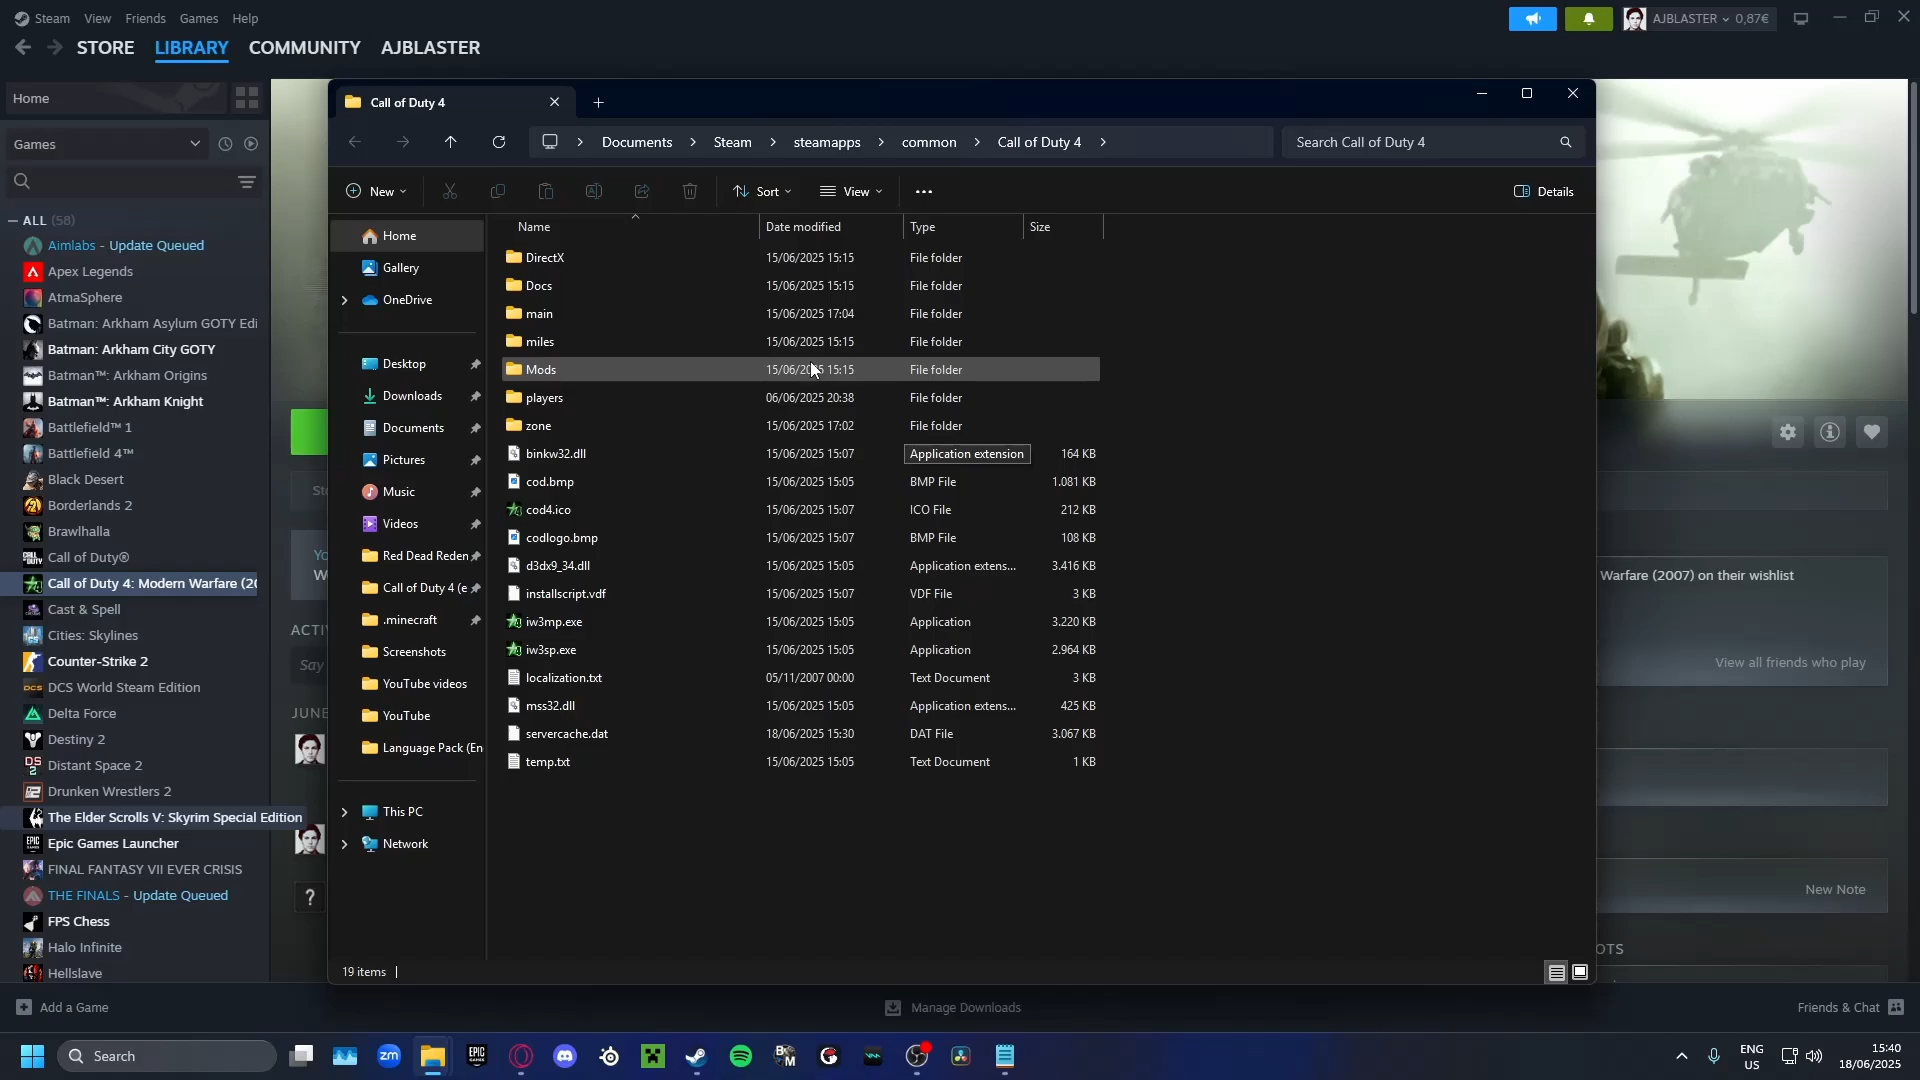 Steam View Friends Games Help
AJBLASTER 0,87€
STORE LIBRARY COMMUNITY AJBLASTER
Home
Games
ALL (58)
Aimlabs - Update Queued
Apex Legends
AtmaSphere
Batman: Arkham Asylum GOTY Edi
Batman: Arkham City GOTY
Batman™: Arkham Origins
Batman™: Arkham Knight
Battlefield™ 1
Battlefield 4™
Black Desert
Borderlands 2
Brawlhalla
Call of Duty®
Call of Duty 4: Modern Warfare (20
Cast & Spell
Cities: Skylines
Counter-Strike 2
DCS World Steam Edition
Delta Force
Destiny 2
Distant Space 2
Drunken Wrestlers 2
The Elder Scrolls V: Skyrim Special Edition
Epic Games Launcher
FINAL FANTASY VII EVER CRISIS
THE FINALS - Update Queued
FPS Chess
Halo Infinite
Hellslave
Add a Game
Call of Duty 4
Documents Steam steamapps common Call of Duty 4
Search Call of Duty 4
New Sort View Details
Home
Gallery
OneDrive
Desktop
Downloads
Documents
Pictures
Music
Videos
Red Dead Reden
Call of Duty 4 (e
.minecraft
Screenshots
YouTube videos
YouTube
Language Pack (En
This PC
Network
Name Date modified Type Size
DirectX 15/06/2025 15:15 File folder
Docs 15/06/2025 15:15 File folder
main 15/06/2025 17:04 File folder
miles 15/06/2025 15:15 File folder
Mods 15/06/2025 15:15 File folder
players 06/06/2025 20:38 File folder
zone 15/06/2025 17:02 File folder
binkw32.dll 15/06/2025 15:07 Application extension 164 KB
cod.bmp 15/06/2025 15:05 BMP File 1.081 KB
cod4.ico 15/06/2025 15:07 ICO File 212 KB
codlogo.bmp 15/06/2025 15:07 BMP File 108 KB
d3dx9_34.dll 15/06/2025 15:05 Application extens... 3.416 KB
installscript.vdf 15/06/2025 15:07 VDF File 3 KB
iw3mp.exe 15/06/2025 15:05 Application 3.220 KB
iw3sp.exe 15/06/2025 15:05 Application 2.964 KB
localization.txt 05/11/2007 00:00 Text Document 3 KB
mss32.dll 15/06/2025 15:05 Application extens... 425 KB
servercache.dat 18/06/2025 15:30 DAT File 3.067 KB
temp.txt 15/06/2025 15:05 Text Document 1 KB
19 items
St
Yo
W
ACTIV
Say
JUNE
?
Warfare (2007) on their wishlist
View all friends who play
New Note
OTS
Manage Downloads
Friends & Chat
Search
zm
EPIC
ENG
US
15:40
18/06/2025